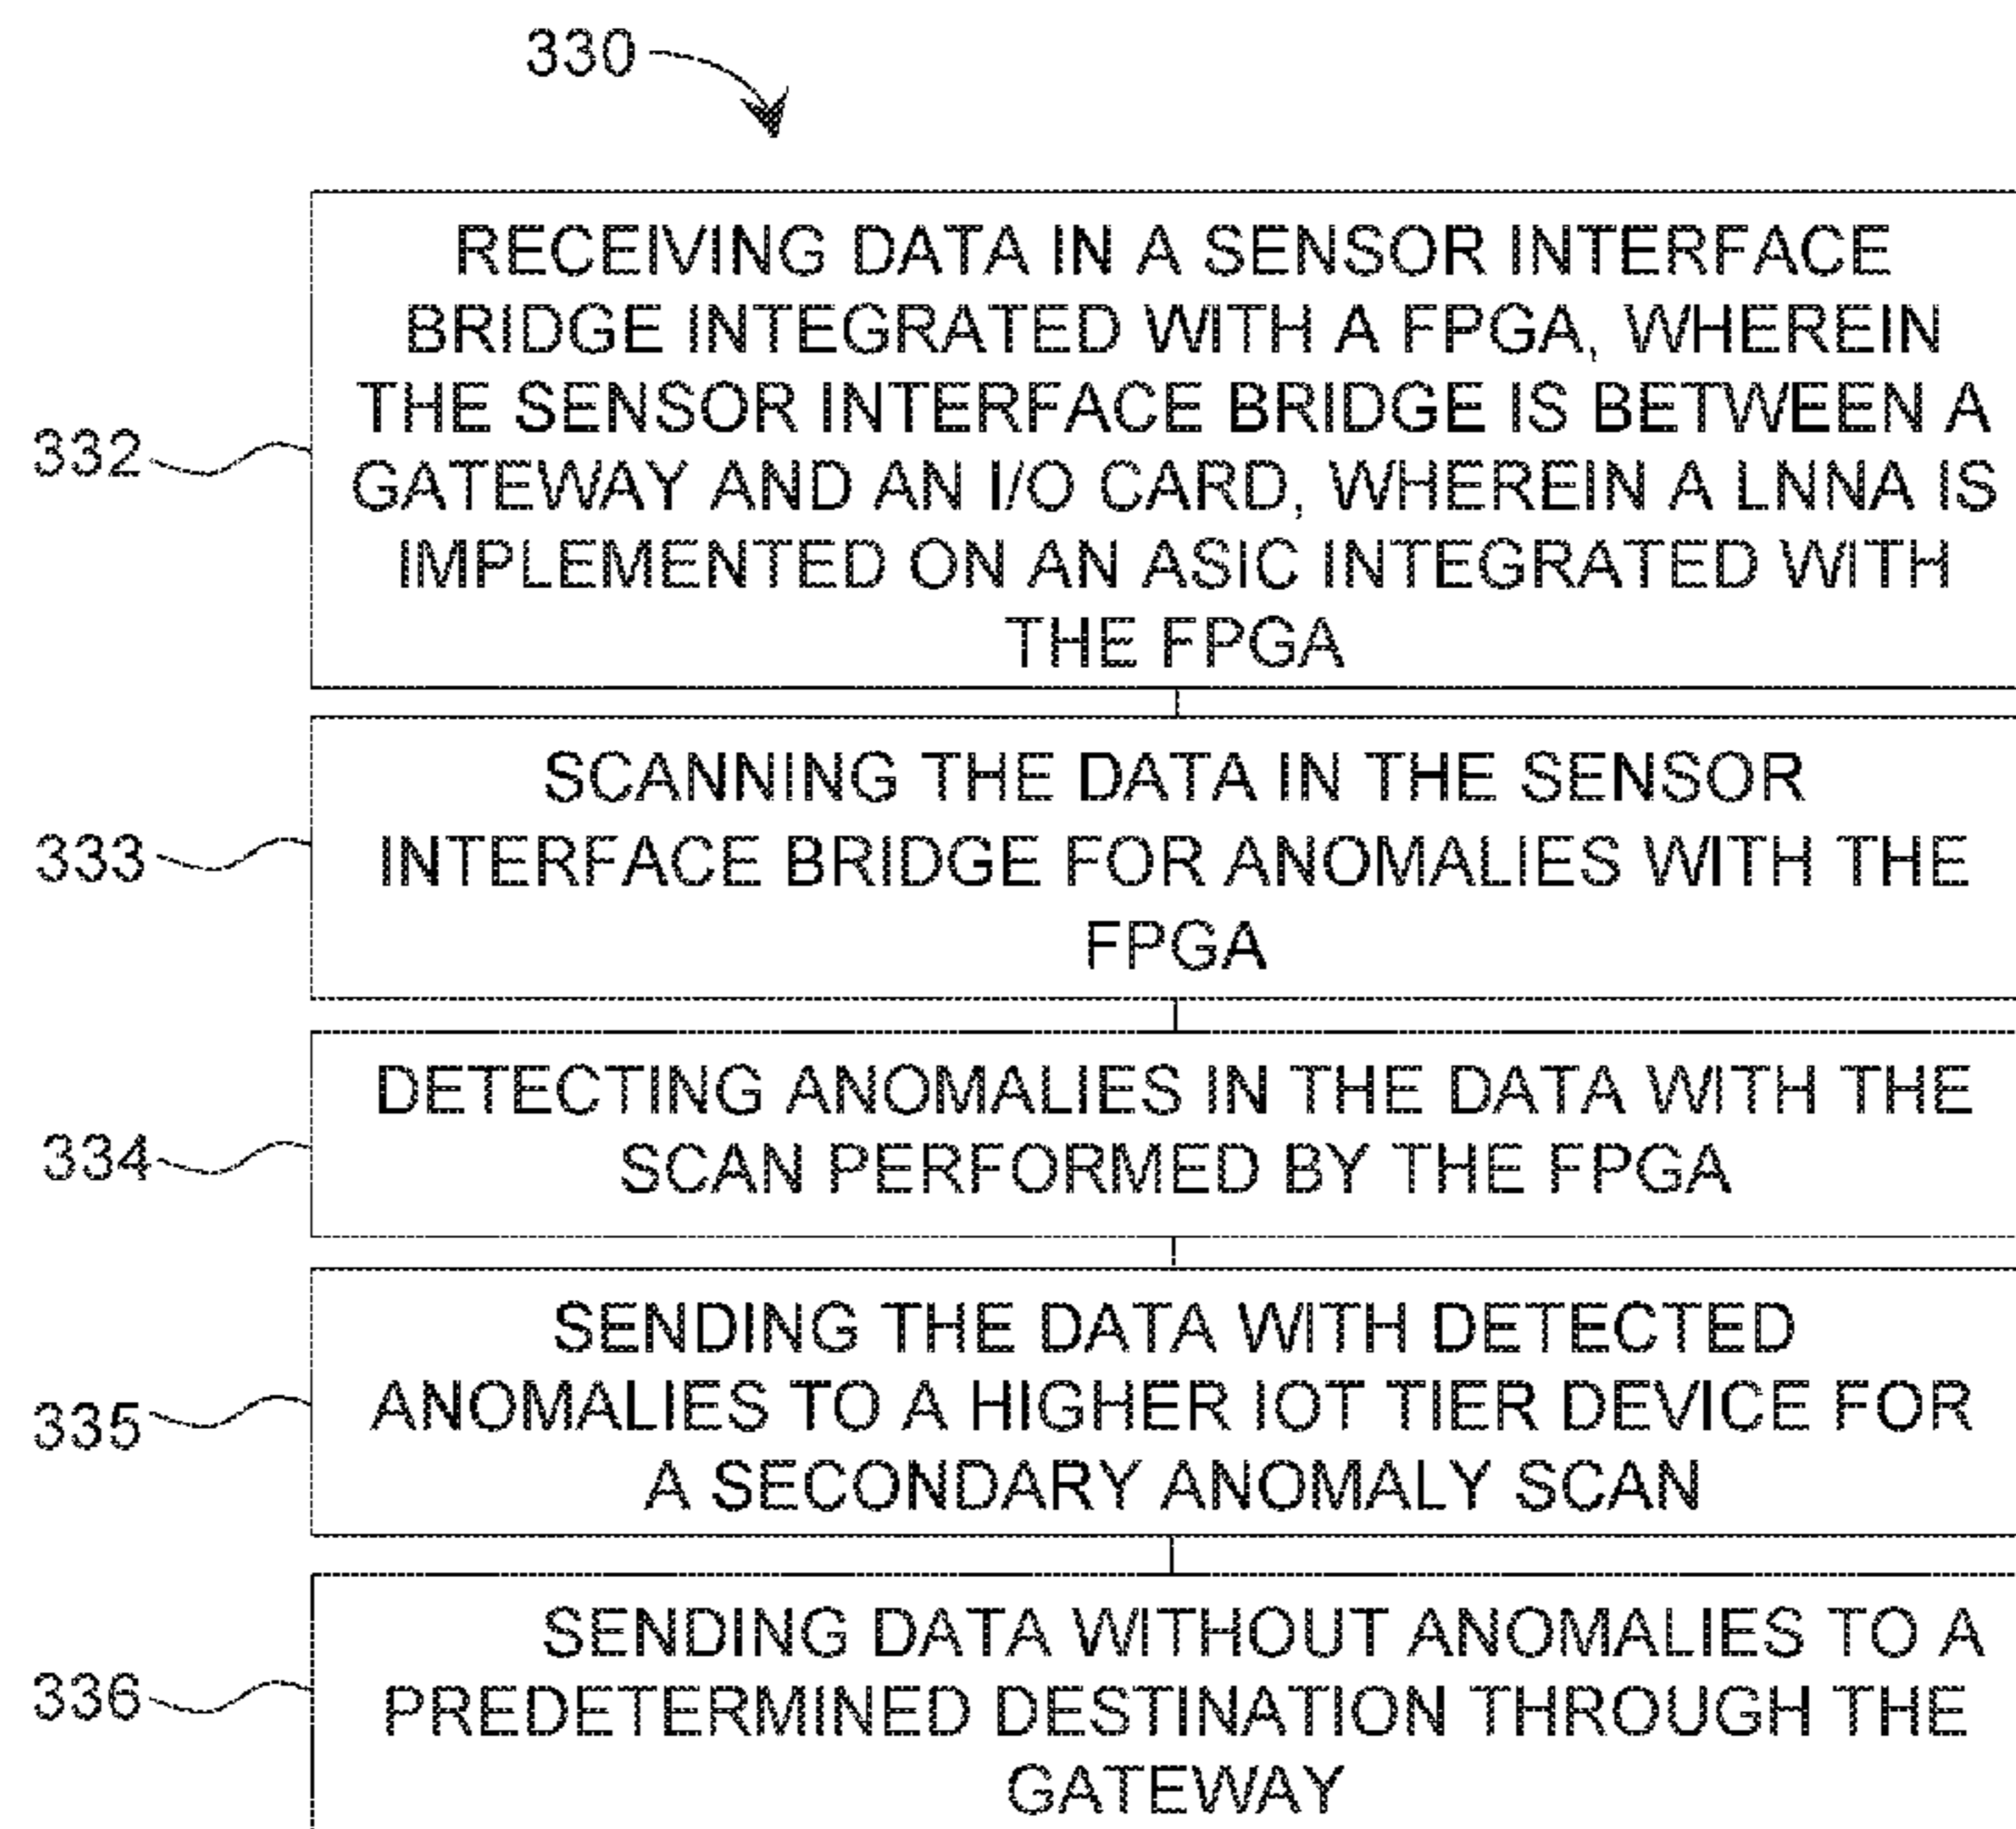 330
RECEIVING DATA IN A SENSOR INTERFACE
BRIDGE INTEGRATED WITH A FPGA, WHEREIN
THE SENSOR INTERFACE BRIDGE IS BETWEEN A
GATEWAY AND AN I/O CARD, WHEREIN A LNNA IS
IMPLEMENTED ON AN ASIC INTEGRATED WITH
THE FPGA
332
SCANNING THE DATA IN THE SENSOR
INTERFACE BRIDGE FOR ANOMALIES WITH THE
FPGA
333
DETECTING ANOMALIES IN THE DATA WITH THE
SCAN PERFORMED BY THE FPGA
334
SENDING THE DATA WITH DETECTED
ANOMALIES TO A HIGHER IOT TIER DEVICE FOR
A SECONDARY ANOMALY SCAN
335
SENDING DATA WITHOUT ANOMALIES TO A
PREDETERMINED DESTINATION THROUGH THE
GATEWAY
336